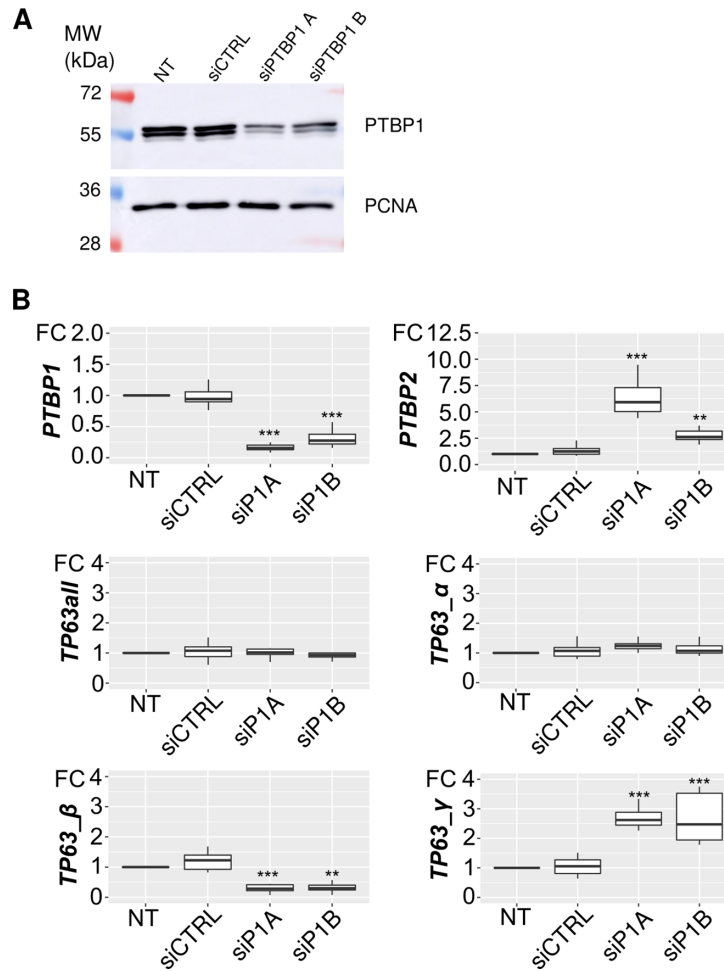 A
MW
(kDa)
NT
siCTRL
siPTBP1 A
siPTBP1 B
72
55
PTBP1
36
28
PCNA
B
FC 2.0
1.5
1.0
0.5
0.0
PTBP1
***
***
NT
siCTRL
siP1A
siP1B
FC 12.5
10.0
7.5
5.0
2.5
0.0
PTBP2
***
**
NT
siCTRL
siP1A
siP1B
FC 4
3
2
1
0
TP63all
NT
siCTRL
siP1A
siP1B
FC 4
3
2
1
0
TP63_α
NT
siCTRL
siP1A
siP1B
FC 4
3
2
1
0
TP63_β
***
**
NT
siCTRL
siP1A
siP1B
FC 4
3
2
1
0
TP63_γ
***
***
NT
siCTRL
siP1A
siP1B